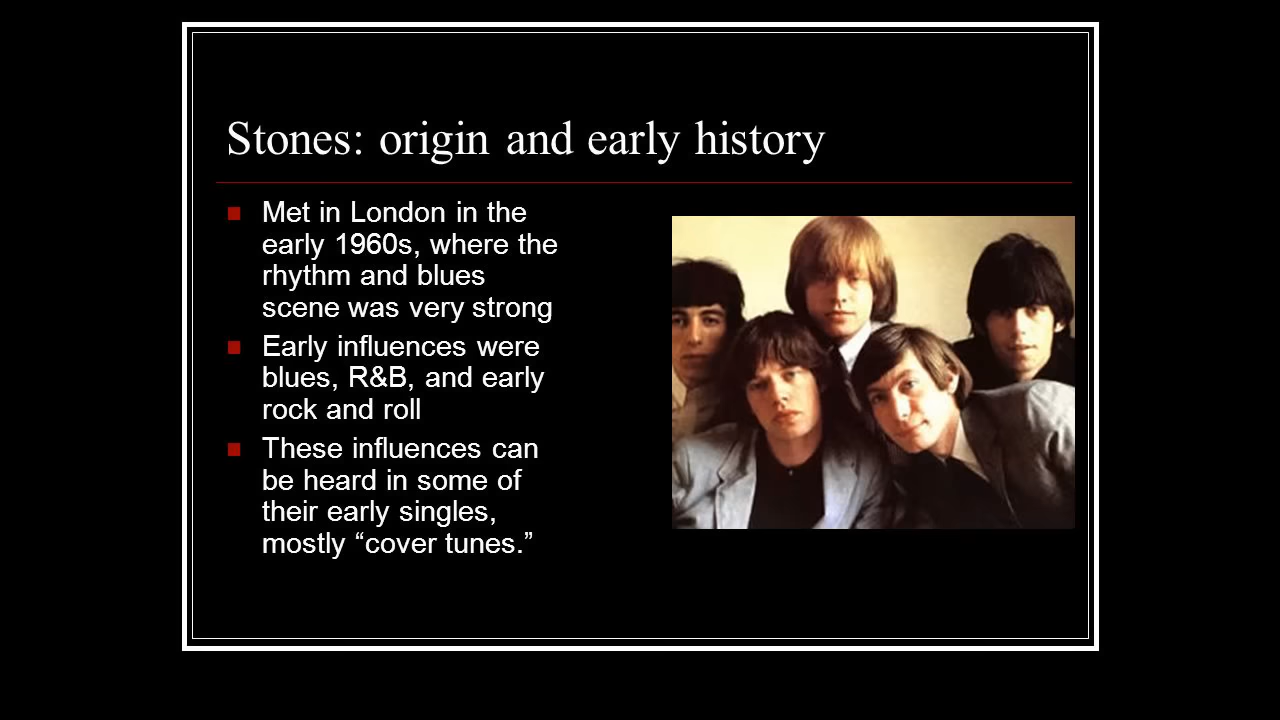 Stones: origin and early history
Met in London in the
early 1960s, where the
rhythm and blues
scene was very strong
Early influences were
blues, R&B, and early
rock and roll
These influences can
be heard in some of
their early singles,
mostly “cover tunes.”